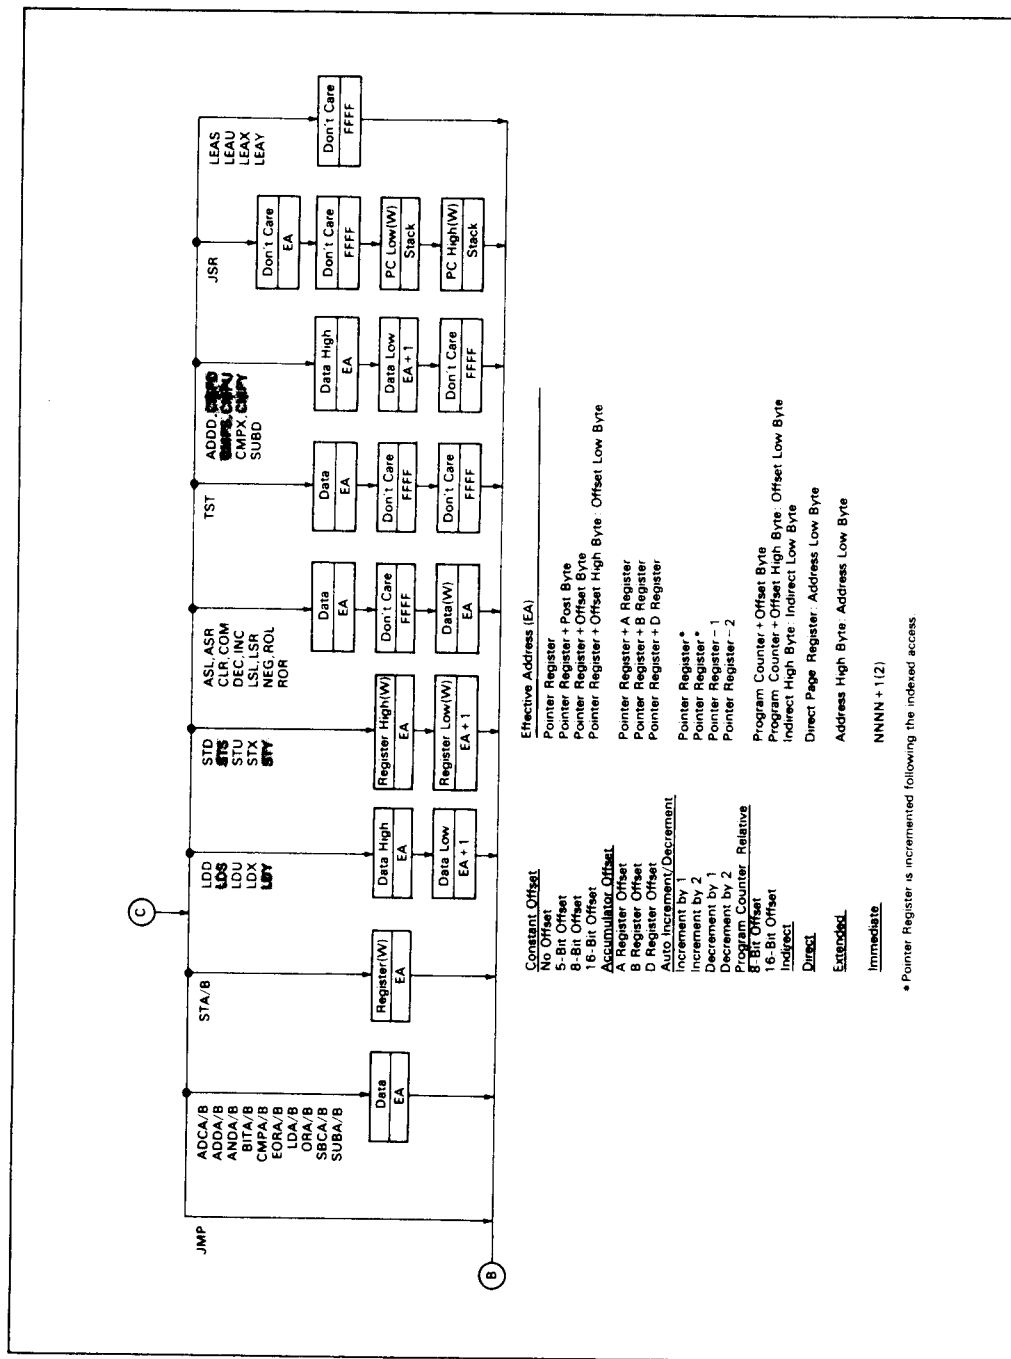 C
JMP
ADCA/B
ADDA/B
ANDA/B
BITA/B
CMPA/B
EORA/B
LDA/B
ORA/B
SBCA/B
SUBA/B
Data
EA
STA/B
Register(W)
EA
LDD
LDS
LDU
LDX
LDY
Data High
EA
Data Low
EA + 1
STD
STS
STU
STX
STY
Register High(W)
EA
Register Low(W)
EA + 1
ASL, ASR
CLR, COM
DEC, INC
LSL, LSR
NEG, ROL
ROR
Data
EA
Don't Care
FFFF
Data(W)
EA
TST
Data
EA
Don't Care
FFFF
Don't Care
FFFF
ADDD, CMPD
CMPS, CMPU
CMPX, CMPY
SUBD
Data High
EA
Data Low
EA + 1
Don't Care
FFFF
JSR
Don't Care
EA
Don't Care
FFFF
PC Low(W)
Stack
PC High(W)
Stack
LEAS
LEAU
LEAX
LEAY
Don't Care
FFFF
B
Effective Address (EA)
Constant Offset
No Offset Pointer Register
5-Bit Offset Pointer Register + Post Byte
8-Bit Offset Pointer Register + Offset Byte
16-Bit Offset Pointer Register + Offset High Byte: Offset Low Byte
Accumulator Offset
A Register Offset Pointer Register + A Register
B Register Offset Pointer Register + B Register
D Register Offset Pointer Register + D Register
Auto Increment/Decrement
Increment by 1 Pointer Register*
Increment by 2 Pointer Register*
Decrement by 1 Pointer Register - 1
Decrement by 2 Pointer Register - 2
Program Counter Relative
8-Bit Offset Program Counter + Offset Byte
16-Bit Offset Program Counter + Offset High Byte: Offset Low Byte
Indirect Indirect High Byte: Indirect Low Byte
Direct Direct Page Register: Address Low Byte
Extended Address High Byte: Address Low Byte
Immediate NNNN + 1(2)
* Pointer Register is incremented following the indexed access.